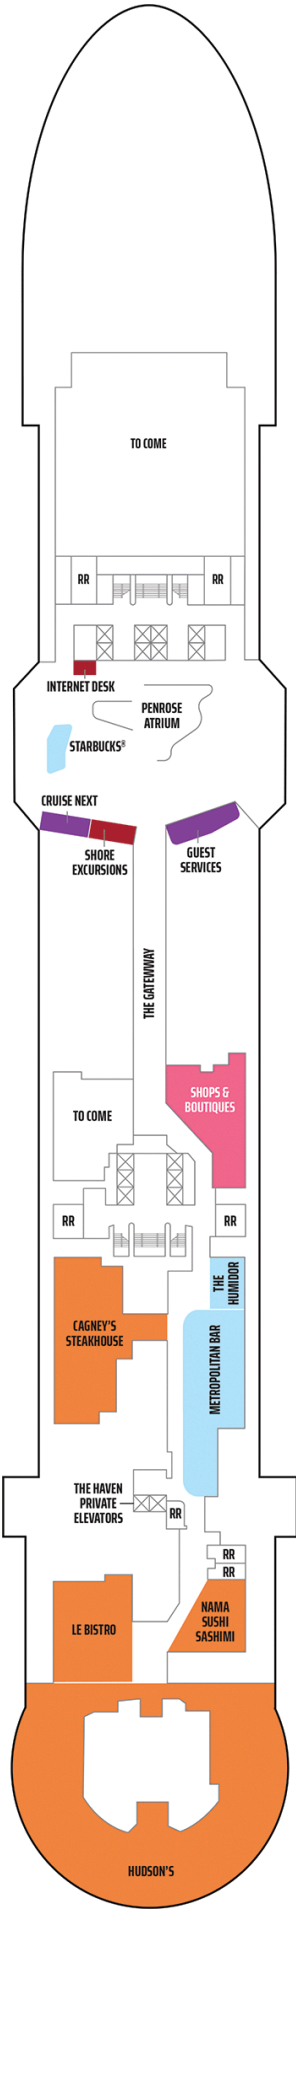 TO COME
RR
RR
INTERNET DESK
PENROSE
ATRIUM
STARBUCKS®
CRUISE NEXT
SHORE
EXCURSIONS
GUEST
SERVICES
THE GATEWWAY
SHOPS &
BOUTIQUES
TO COME
RR
RR
THE
HUMIDOR
CAGNEY'S
STEAKHOUSE
METROPOLITAN BAR
THE HAVEN
PRIVATE
ELEVATORS
RR
RR
RR
NAMA
SUSHI
SASHIMI
LE BISTRO
HUDSON'S